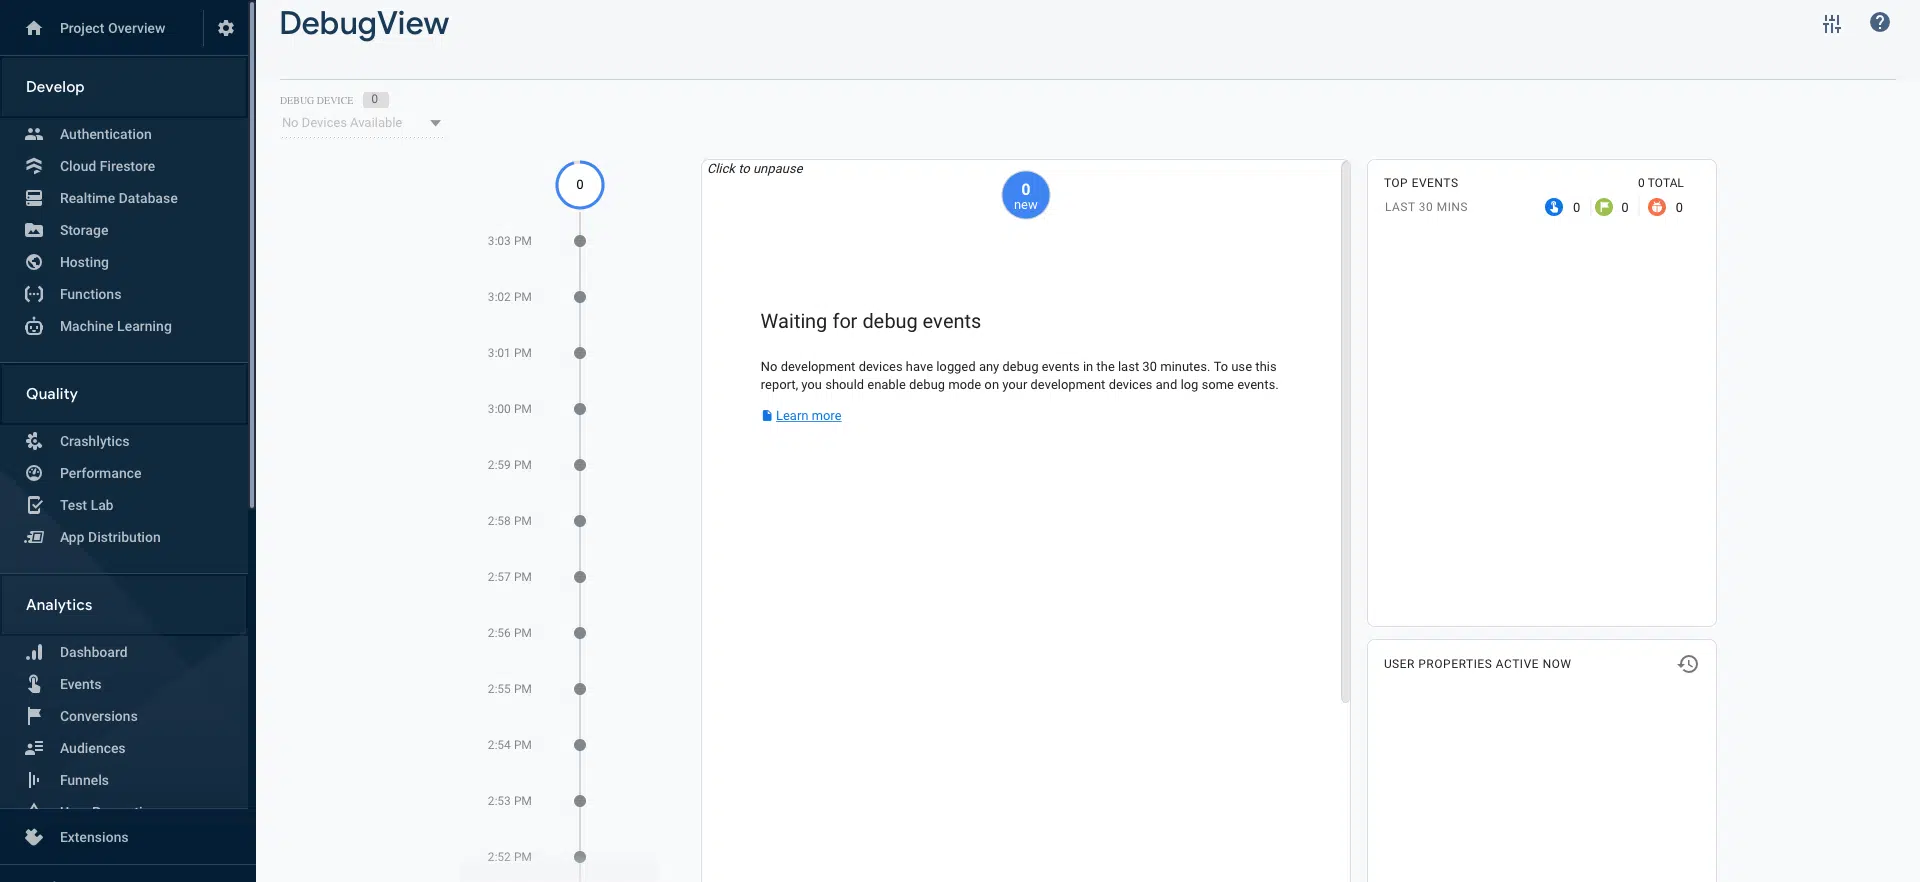 Project Overview
Develop
Authentication
Cloud Firestore
Realtime Database
Storage
Hosting
Functions
Machine Learning
Quality
Crashlytics
Performance
Test Lab
App Distribution
Analytics
Dashboard
Events
Conversions
Audiences
Funnels
Extensions
DebugView
DEBUG DEVICE 0
No Devices Available
0
3:03 PM
3:02 PM
3:01 PM
3:00 PM
2:59 PM
2:58 PM
2:57 PM
2:56 PM
2:55 PM
2:54 PM
2:53 PM
2:52 PM
Click to unpause
0
new
Waiting for debug events
No development devices have logged any debug events in the last 30 minutes. To use this
report, you should enable debug mode on your development devices and log some events.
Learn more
TOP EVENTS 0 TOTAL
LAST 30 MINS 0 0 0
USER PROPERTIES ACTIVE NOW